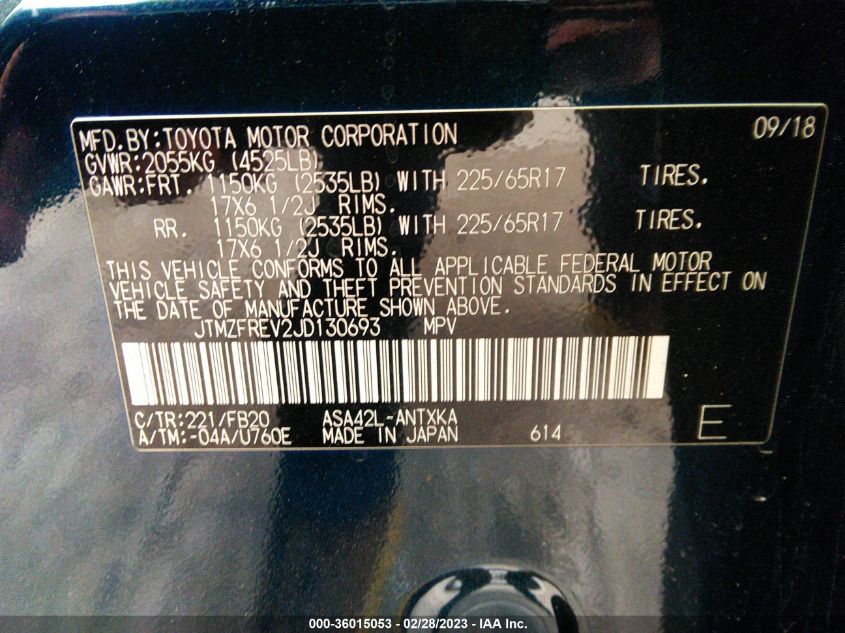 MFD.BY:TOYOTA MOTOR CORPORATION 09/18
GVWR:2055KG (4525LB)
GAWR:FRT. 1150KG (2535LB) WITH 225/65R17 TIRES.
17X6 1/2J RIMS.
RR. 1150KG (2535LB) WITH 225/65R17 TIRES.
17X6 1/2J RIMS.
THIS VEHICLE CONFORMS TO ALL APPLICABLE FEDERAL MOTOR
VEHICLE SAFETY AND THEFT PREVENTION STANDARDS IN EFFECT ON
THE DATE OF MANUFACTURE SHOWN ABOVE.
JTMZFREV2JD130693 MPV
C/TR:221/FB20 ASA42L-ANTXKA
A/TM:-04A/U760E MADE IN JAPAN 614 E
000-36015053 - 02/28/2023 - IAA Inc.